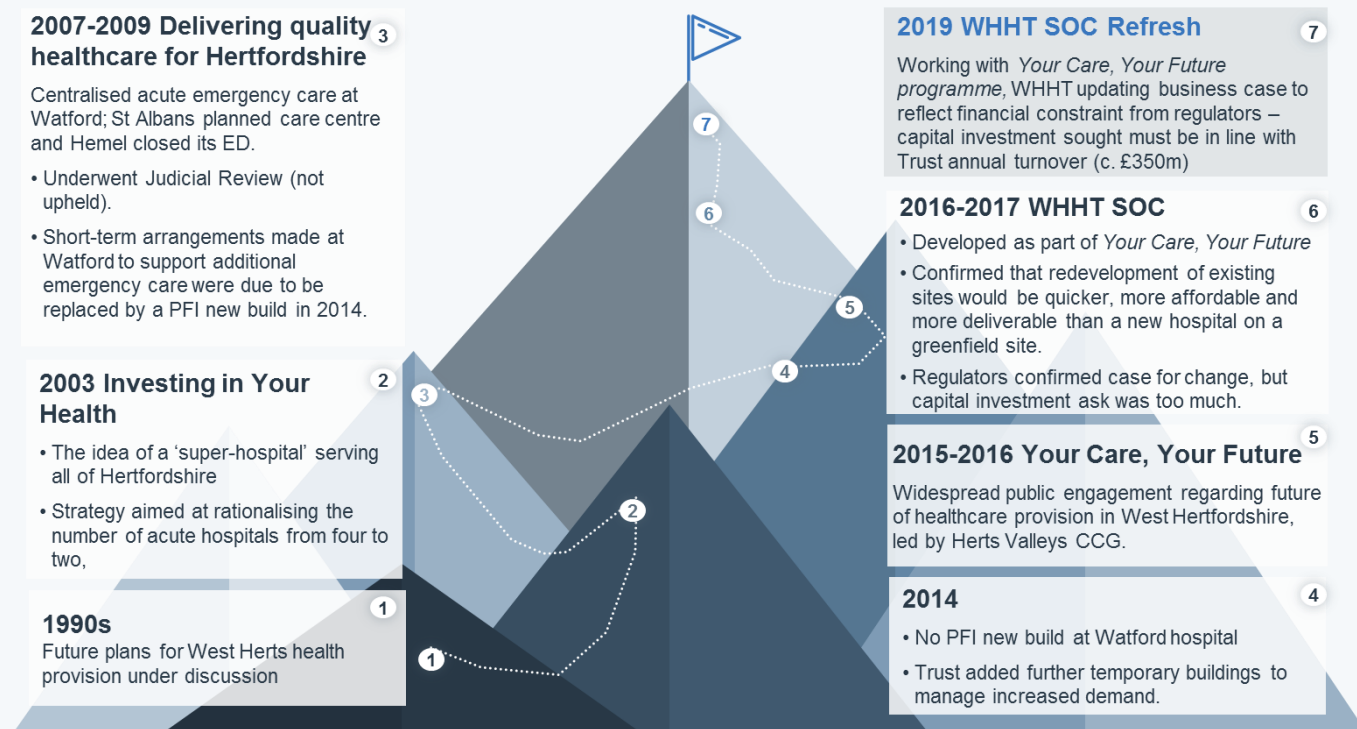 2007-2009 Delivering quality 3
healthcare for Hertfordshire
Centralised acute emergency care at
Watford; St Albans planned care centre
and Hemel closed its ED.
• Underwent Judicial Review (not
upheld).
• Short-term arrangements made at
Watford to support additional
emergency care were due to be
replaced by a PFI new build in 2014.
2003 Investing in Your 2
Health
• The idea of a ‘super-hospital’ serving
all of Hertfordshire
• Strategy aimed at rationalising the
number of acute hospitals from four to
two,
1990s 1
Future plans for West Herts health
provision under discussion
7
6
5
4
3
2
1
2019 WHHT SOC Refresh 7
Working with Your Care, Your Future
programme, WHHT updating business case to
reflect financial constraint from regulators –
capital investment sought must be in line with
Trust annual turnover (c. £350m)
2016-2017 WHHT SOC 6
• Developed as part of Your Care, Your Future
• Confirmed that redevelopment of existing
sites would be quicker, more affordable and
more deliverable than a new hospital on a
greenfield site.
• Regulators confirmed case for change, but
capital investment ask was too much.
2015-2016 Your Care, Your Future 5
Widespread public engagement regarding future
of healthcare provision in West Hertfordshire,
led by Herts Valleys CCG.
2014 4
• No PFI new build at Watford hospital
• Trust added further temporary buildings to
manage increased demand.